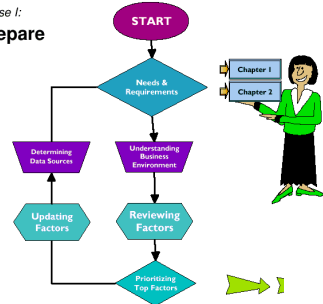 se I:
epare
START
Needs &
Requirements
Chapter 1
Chapter 2
Determining
Data Sources
Understanding
Business
Environment
Updating
Factors
Reviewing
Factors
Prioritizing
Top Factors